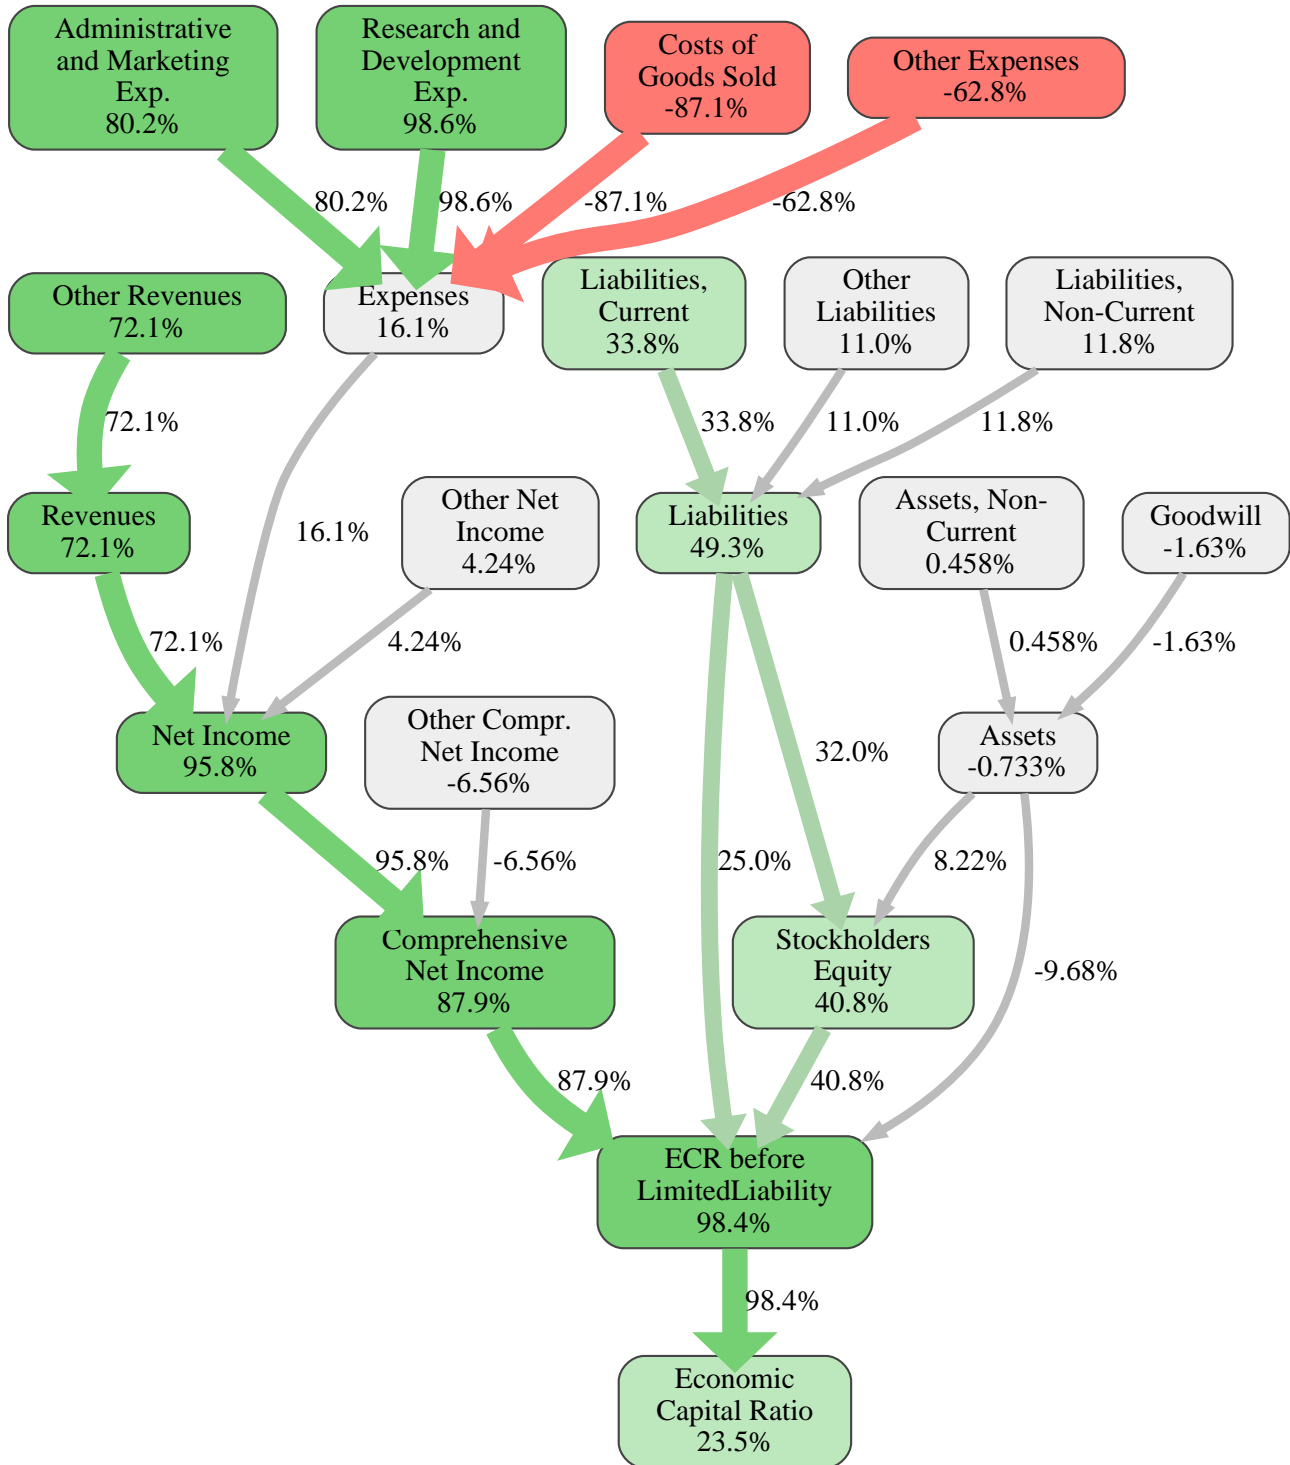 Administrative
and Marketing
Exp.
80.2%
Research and
Development
Exp.
98.6%
Costs of
Goods Sold
-87.1%
Other Expenses
-62.8%
80.2%
98.6%
-87.1%
-62.8%
Other Revenues
72.1%
Expenses
16.1%
Liabilities,
Current
33.8%
Other
Liabilities
11.0%
Liabilities,
Non-Current
11.8%
72.1%
33.8%
11.0%
11.8%
Revenues
72.1%
16.1%
Other Net
Income
4.24%
Liabilities
49.3%
Assets, Non-
Current
0.458%
Goodwill
-1.63%
72.1%
4.24%
0.458%
-1.63%
Net Income
95.8%
Other Compr.
Net Income
-6.56%
32.0%
Assets
-0.733%
95.8%
-6.56%
25.0%
8.22%
Comprehensive
Net Income
87.9%
Stockholders
Equity
40.8%
-9.68%
87.9%
40.8%
ECR before
LimitedLiability
98.4%
98.4%
Economic
Capital Ratio
23.5%